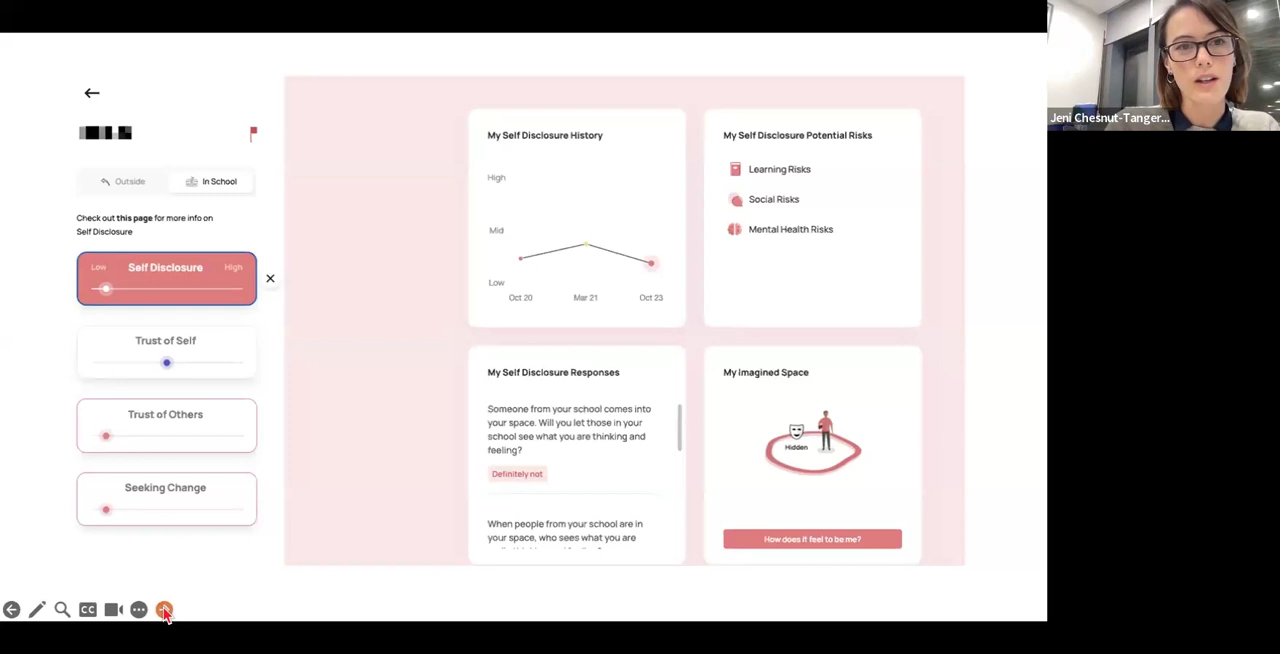 Outside
In School
Check out this page for more info on
Self Disclosure
Low
Self Disclosure
High
Trust of Self
Trust of Others
Seeking Change
My Self Disclosure History
High
Mid
Low
Oct 20
Mar 21
Oct 23
My Self Disclosure Potential Risks
Learning Risks
Social Risks
Mental Health Risks
My Self Disclosure Responses
Someone from your school comes into
your space. Will you let those in your
school see what you are thinking and
feeling?
Definitely not
When people from your school are in
your space, who sees what you are
My Imagined Space
Hidden
How does it feel to be me?
CC
Jeni Chesnut-Tanger...